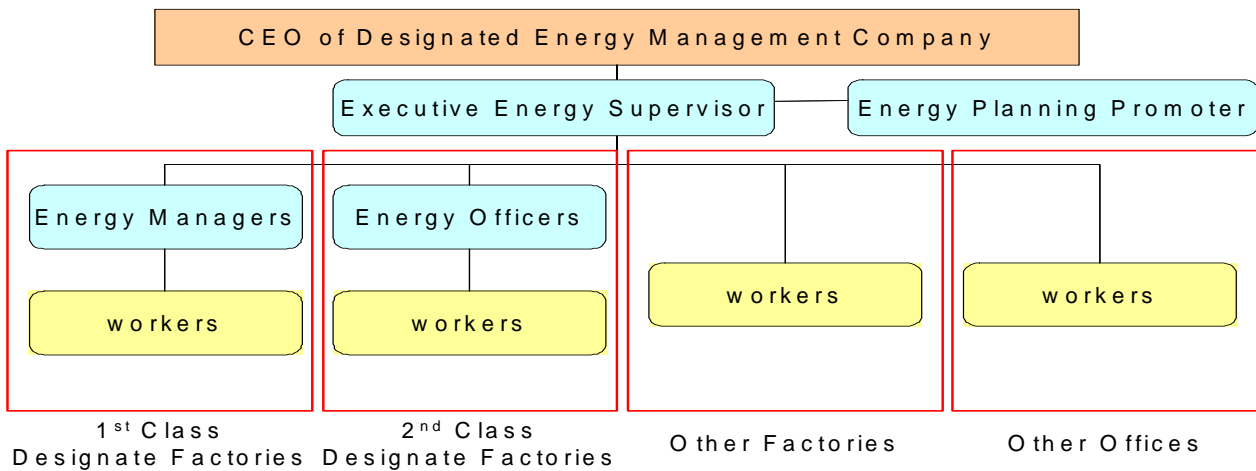 CEO of Designated Energy Management Company
Executive Energy Supervisor
Energy Planning Promoter
Energy Managers
Energy Officers
workers
workers
workers
workers
1st Class
Designate Factories
2nd Class
Designate Factories
Other Factories
Other Offices